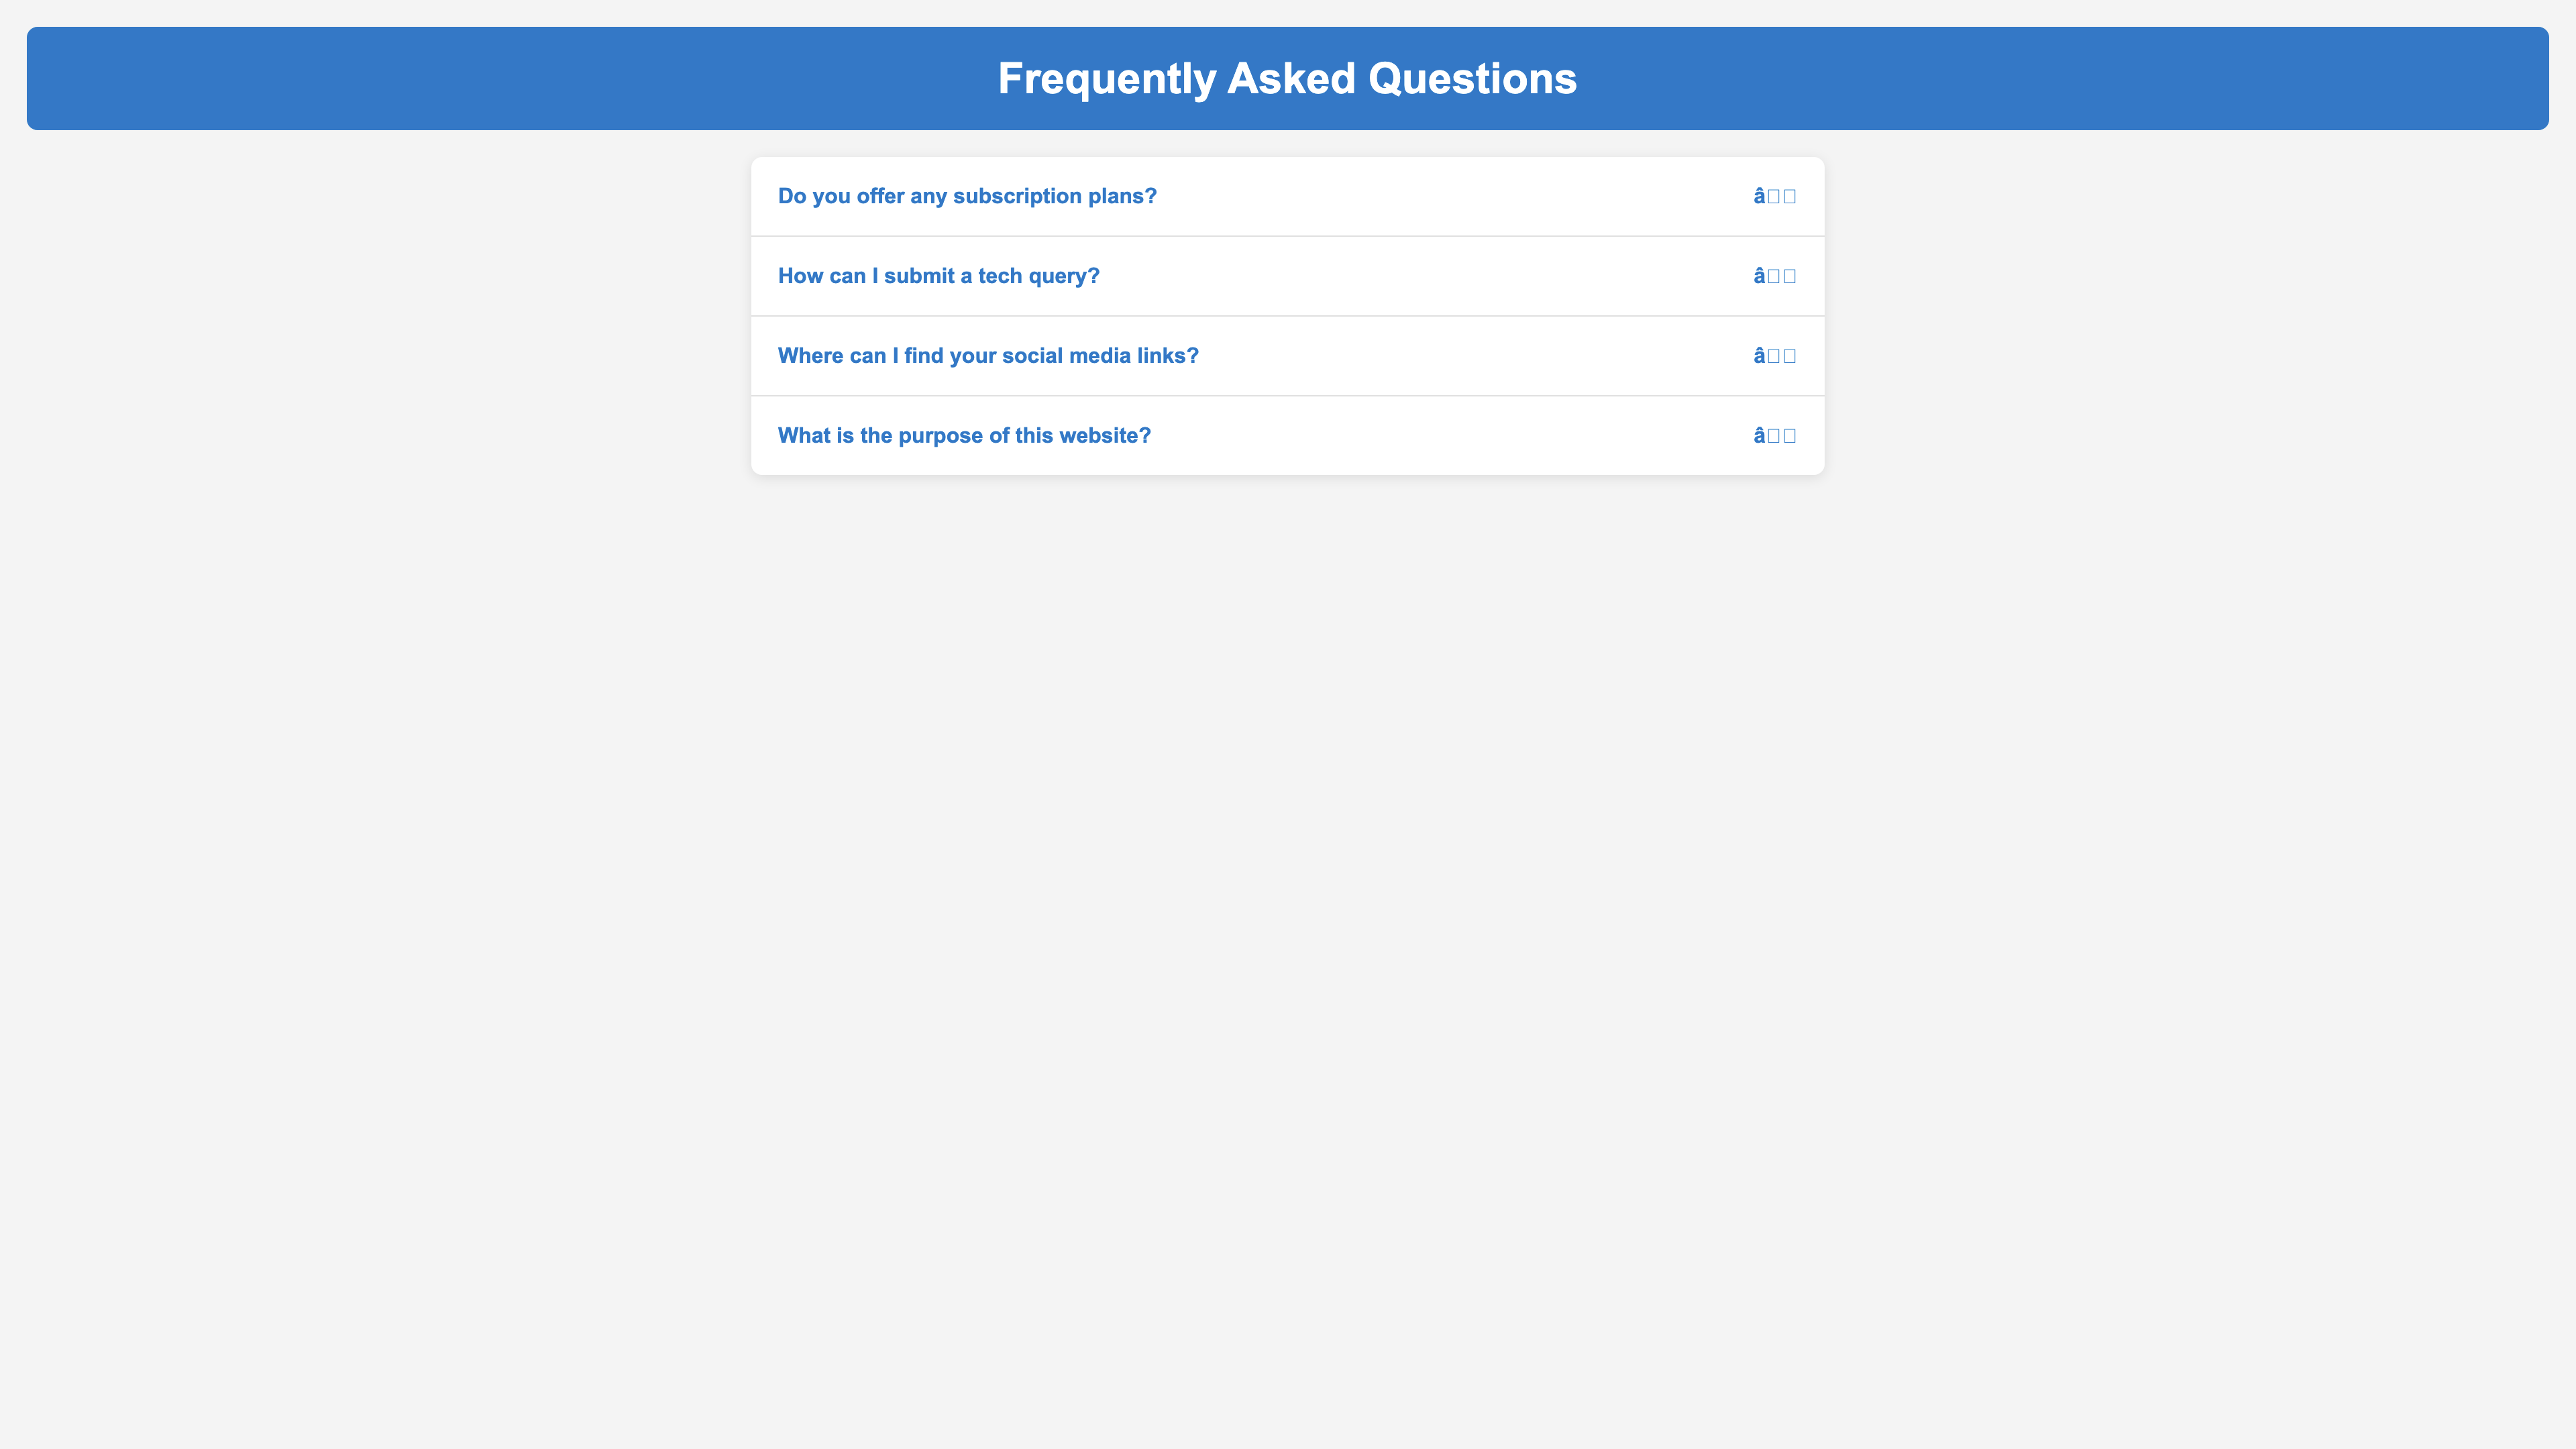 Frequently Asked Questions
Do you offer any subscription plans? â
How can I submit a tech query? â
Where can I find your social media links? â
What is the purpose of this website? â